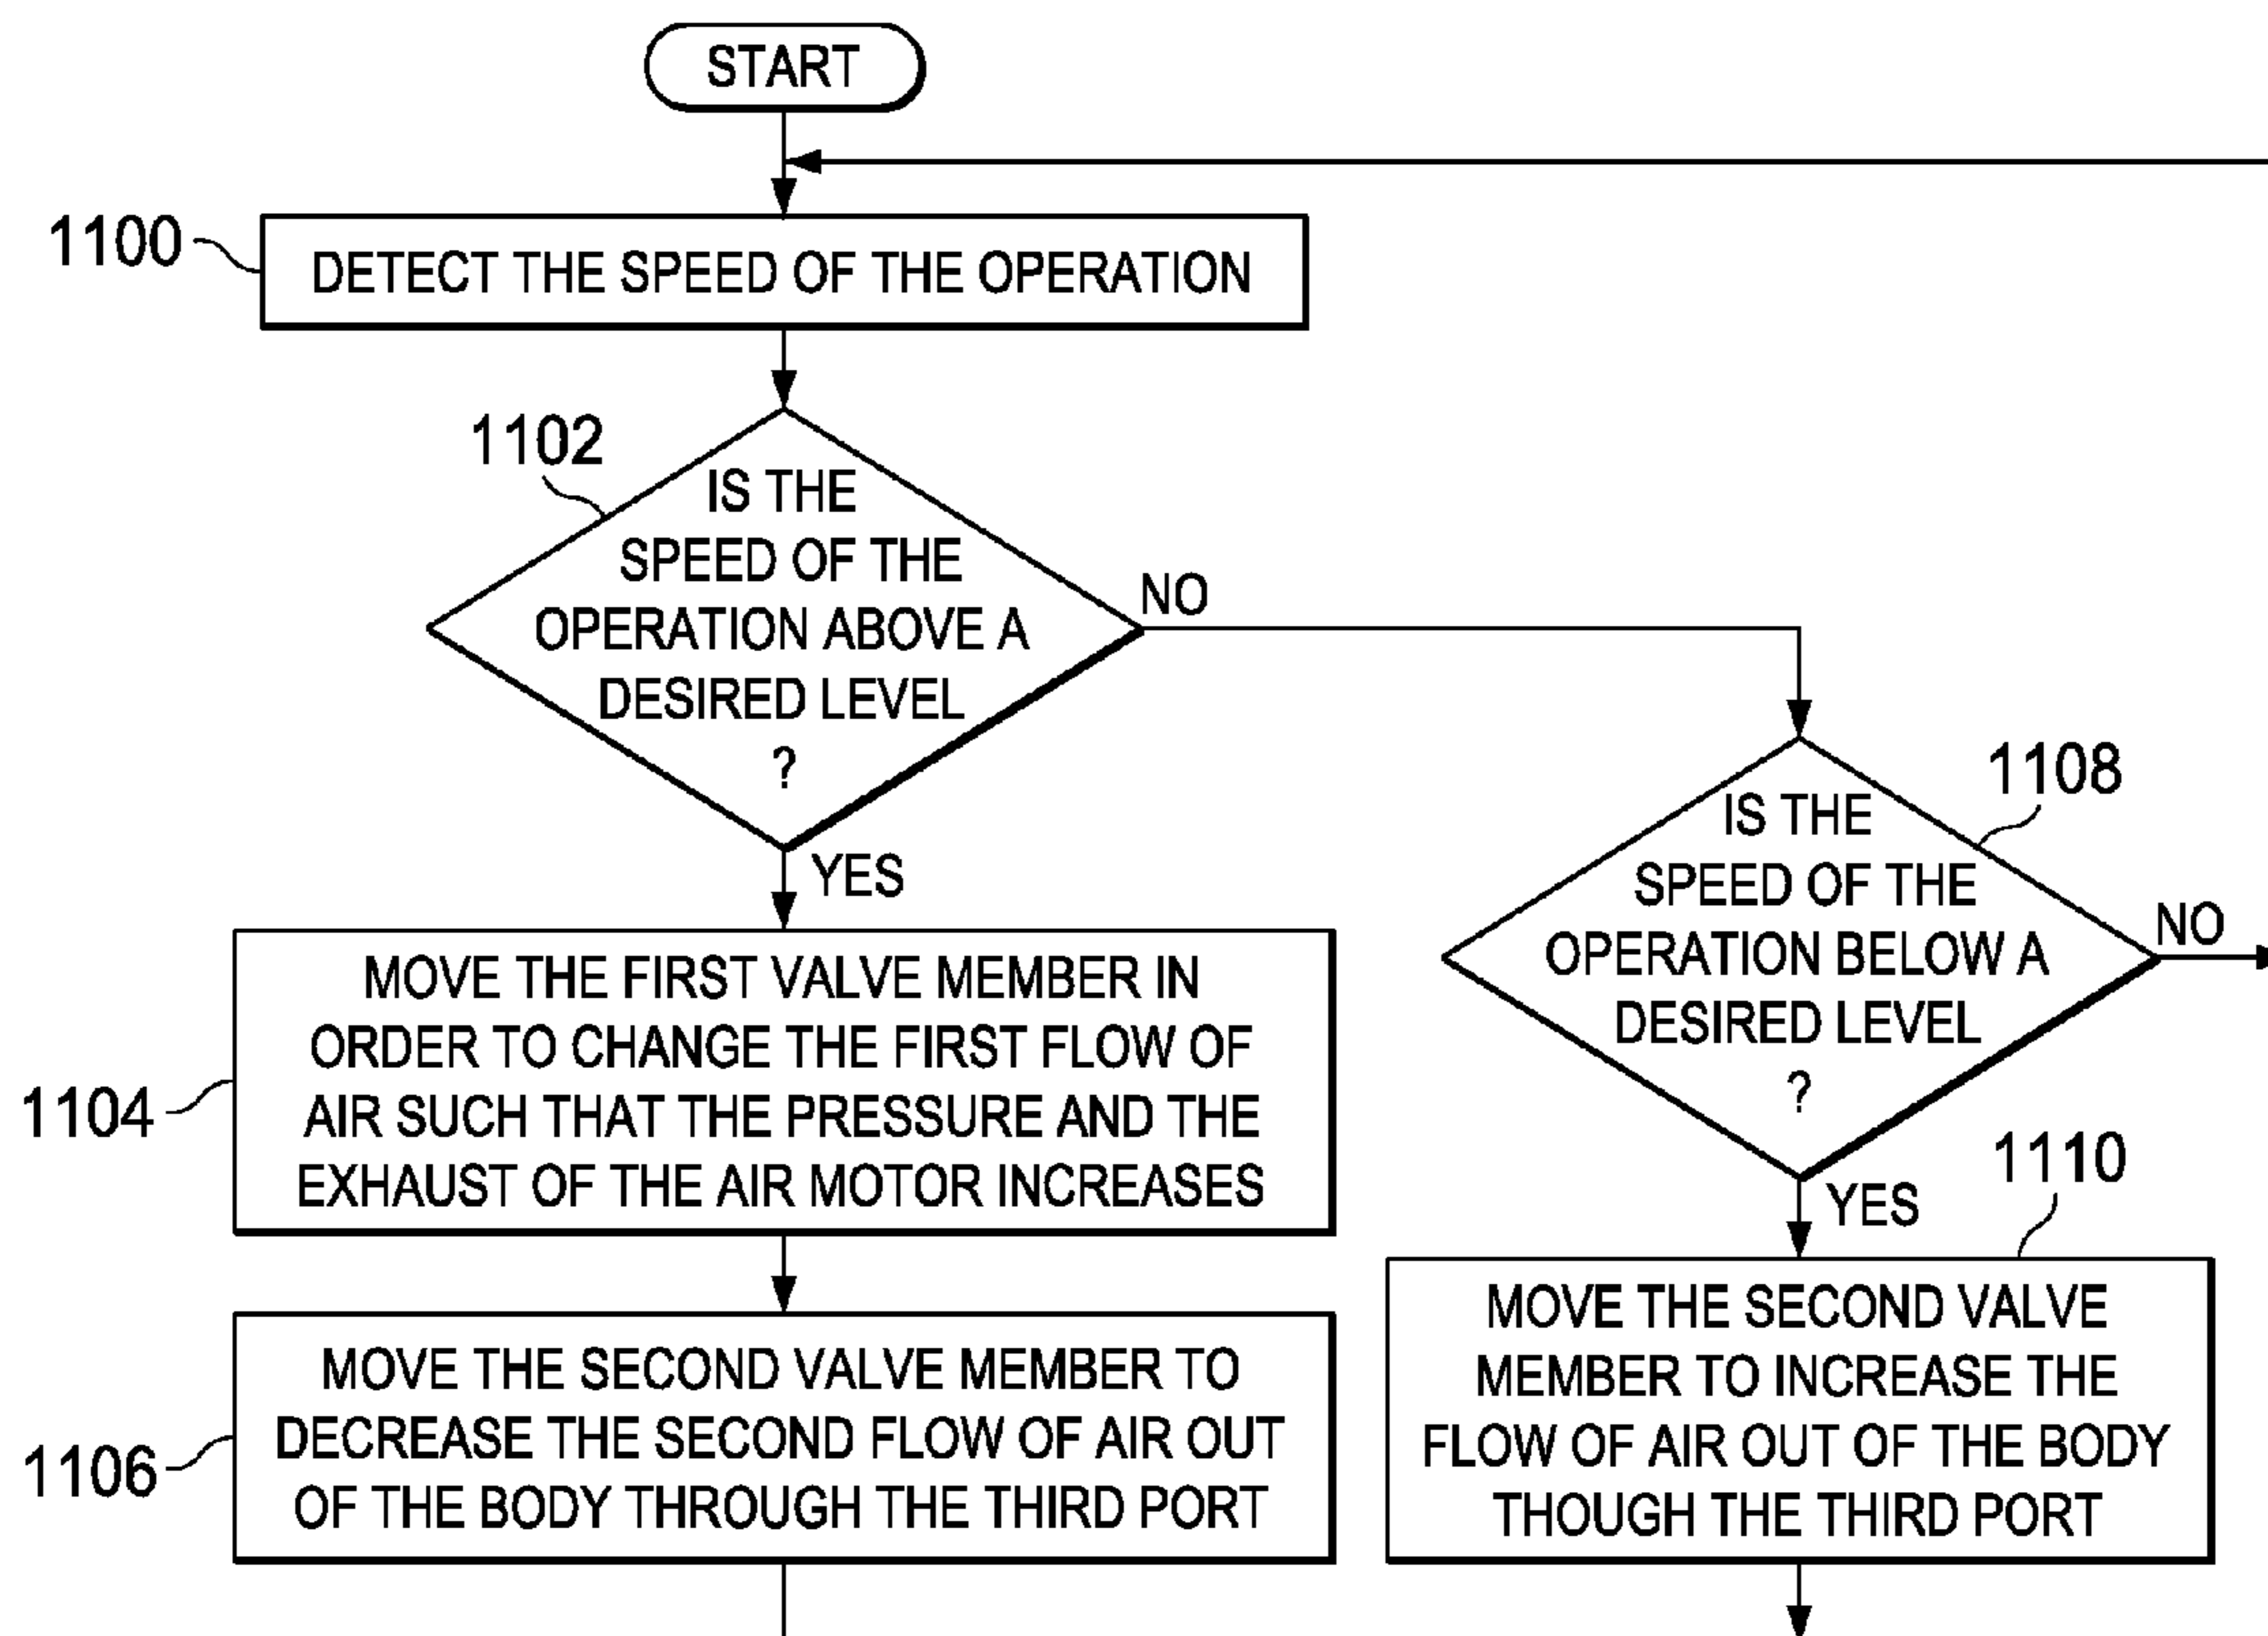 START
1100
DETECT THE SPEED OF THE OPERATION
1102
IS THE
SPEED OF THE
OPERATION ABOVE A
DESIRED LEVEL
?
NO
YES
1104
MOVE THE FIRST VALVE MEMBER IN
ORDER TO CHANGE THE FIRST FLOW OF
AIR SUCH THAT THE PRESSURE AND THE
EXHAUST OF THE AIR MOTOR INCREASES
1106
MOVE THE SECOND VALVE MEMBER TO
DECREASE THE SECOND FLOW OF AIR OUT
OF THE BODY THROUGH THE THIRD PORT
1108
IS THE
SPEED OF THE
OPERATION BELOW A
DESIRED LEVEL
?
NO
YES
1110
MOVE THE SECOND VALVE
MEMBER TO INCREASE THE
FLOW OF AIR OUT OF THE BODY
THOUGH THE THIRD PORT